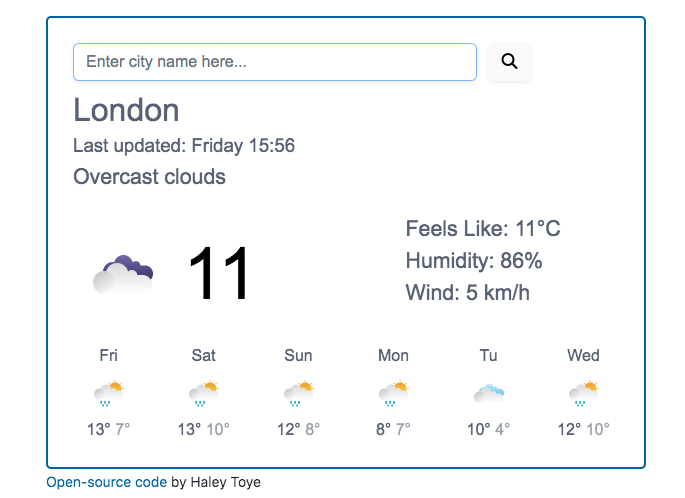 Enter city name here...
London
Last updated: Friday 15:56
Overcast clouds
11
Feels Like: 11°C
Humidity: 86%
Wind: 5 km/h
Fri Sat Sun Mon Tu Wed
13° 7° 13° 10° 12° 8° 8° 7° 10° 4° 12° 10°
Open-source code by Haley Toye